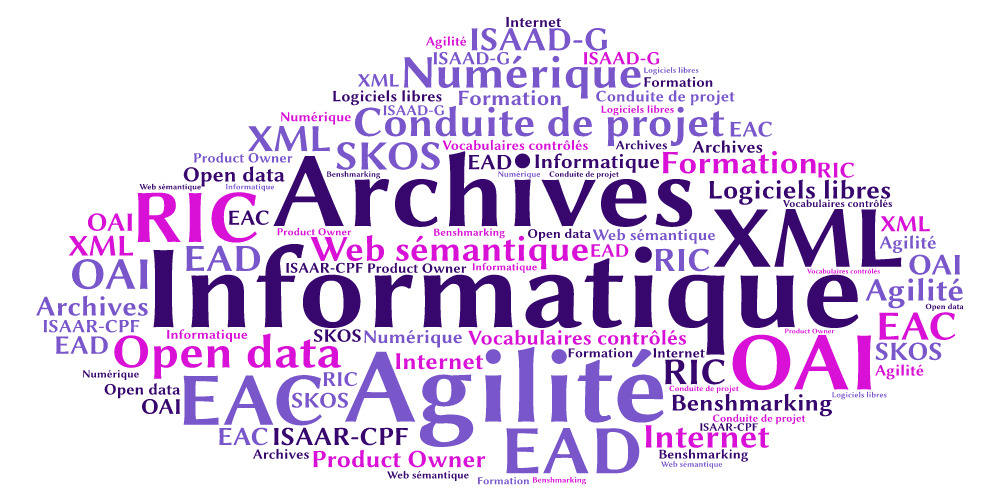 Internet
Agilité ISAAD-G
ISAAD-G ISAAD-G
XML Numérique Logiciels libres
Formation
Logiciels libres Formation Conduite de projet
ISAAD-G Logiciels libres
Numérique Conduite de projet EAC
XML Vocabulaires contrôlés Archives Archives
Product Owner SKOS EAD Informatique Formation RIC
Open data Benshmarking Numérique Conduite de projet
Web sémantique Informatique Archives Logiciels libres
Vocabulaires contrôlés
OAI RIC EAC XML XML
Product Owner Benshmarking Open data Web sémantique
XML EAD Web sémantique EAD RIC Agilité
OAI ISAAR-CPF Product Owner Informatique Vocabulaires contrôlés OAI
Informatique Agilité
Archives Open data
ISAAR-CPF Informatique SKOS Numérique Vocabulaires contrôlés Product Owner EAC
EAD Open data Internet Formation Internet OAI SKOS
Numérique RIC RIC Agilité
Open data EAC SKOS Agilité Conduite de projet Logiciels libres
OAI Benshmarking
Conduite de projet
EAC ISAAR-CPF EAD Internet ISAAR-CPF
Archives Product Owner Benshmarking
Web sémantique Web sémantique
Formation Benshmarking